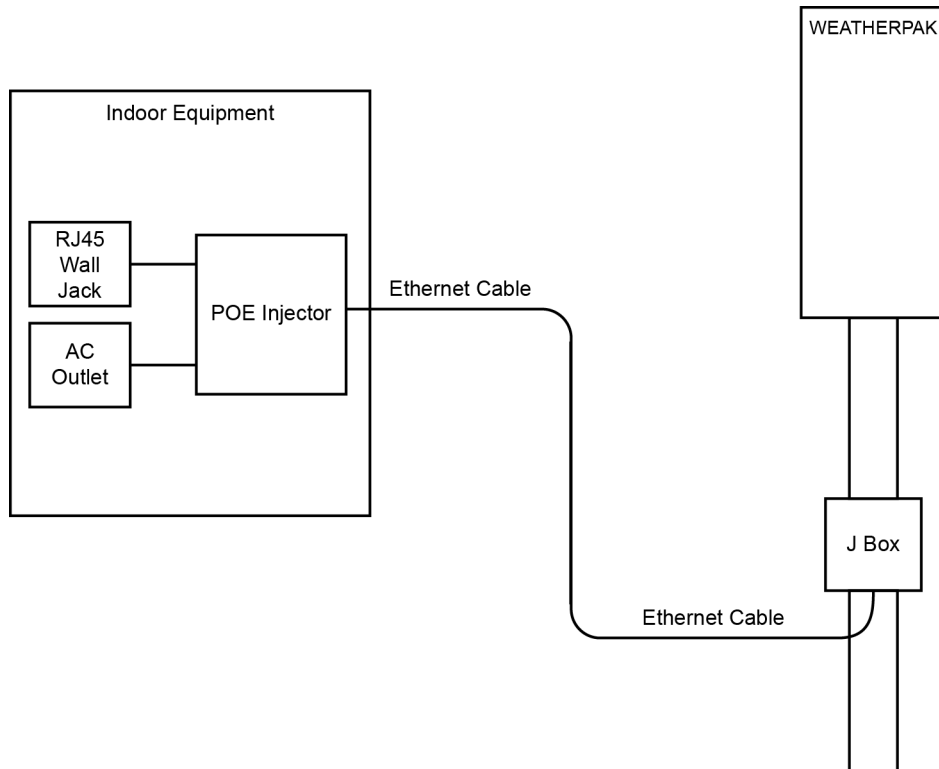 WEATHERPAK
Indoor Equipment
RJ45
Wall
Jack
POE Injector
Ethernet Cable
AC
Outlet
J Box
Ethernet Cable